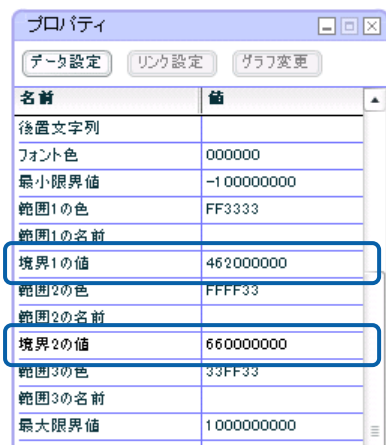 プロパティ
データ設定 リンク設定 グラフ変更
名前 値
後置文字列
フォント色 000000
最小限界値 -100000000
範囲1の色 FF3333
範囲1の名前
境界1の値 462000000
範囲2の色 FFFF33
範囲2の名前
境界2の値 660000000
範囲3の色 33FF33
範囲3の名前
最大限界値 1000000000